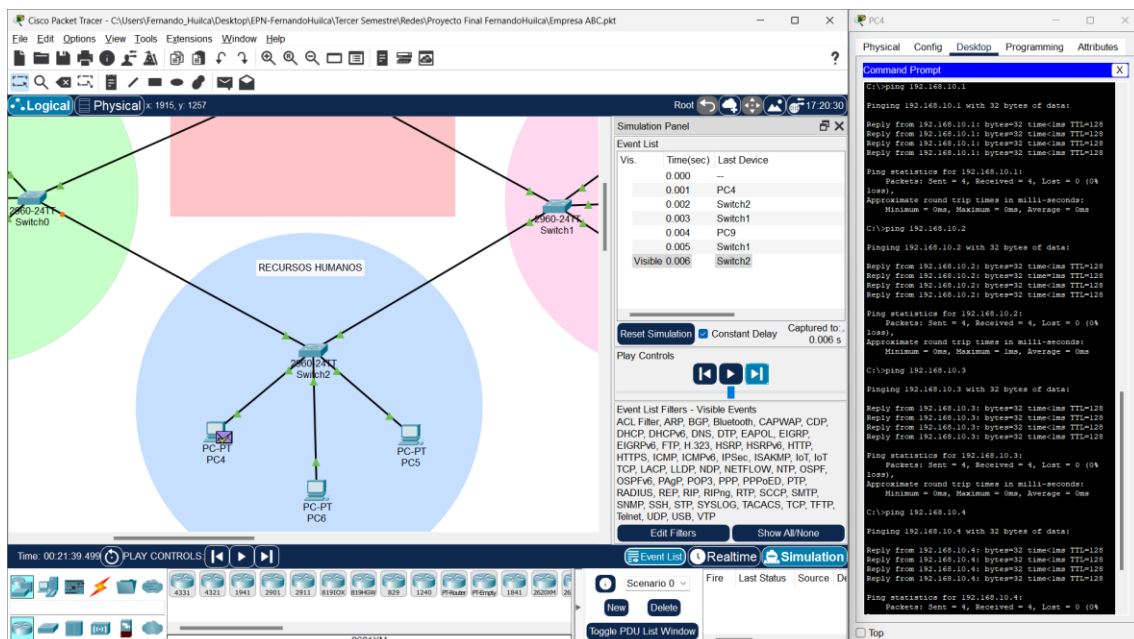 Cisco Packet Tracer - C:\Users\Fernando_Huilca\Desktop\EPN-FernandoHuilca\Tercer Semestre\Redes\Proyecto Final FernandoHuilca\Empresa ABC.pkt
File Edit Options View Tools Extensions Window Help
?
Logical Physical x: 1915, y: 1257
Root 17:20:30
2960-24TT
Switch0
2960-24TT
Switch1
RECURSOS HUMANOS
2960-24TT
Switch2
PC-PT
PC4
PC-PT
PC5
PC-PT
PC6
Simulation Panel
Event List
Vis. Time(sec) Last Device
0.000 --
0.001 PC4
0.002 Switch2
0.003 Switch1
0.004 PC9
0.005 Switch1
Visible 0.006 Switch2
Reset Simulation Constant Delay Captured to:
0.006 s
Play Controls
Event List Filters - Visible Events
ACL Filter, ARP, BGP, Bluetooth, CAPWAP, CDP,
DHCP, DHCPv6, DNS, DTP, EAPOL, EIGRP,
EIGRPv6, FTP, H.323, HSRP, HSRPv6, HTTP,
HTTPS, ICMP, ICMPv6, IPSec, ISAKMP, IoT, IoT
TCP, LACP, LLDP, NDP, NETFLOW, NTP, OSPF,
OSPFv6, PAgP, POP3, PPP, PPPoED, PTP,
RADIUS, REP, RIP, RIPng, RTP, SCCP, SMTP,
SNMP, SSH, STP, SYSLOG, TACACS, TCP, TFTP,
Telnet, UDP, USB, VTP
Edit Filters Show All/None
Time: 00:21:39.499 PLAY CONTROLS:
Event List Realtime Simulation
4331 4321 1941 2901 2911 819IOX 819HGW 829 1240 PT-Router PT-Empty 1841 2620XM
Scenario 0
New Delete
Toggle PDU List Window
Fire Last Status Source De
PC4
Physical Config Desktop Programming Attributes
Command Prompt X
C:\>ping 192.168.10.1
Pinging 192.168.10.1 with 32 bytes of data:
Reply from 192.168.10.1: bytes=32 time<1ms TTL=128
Reply from 192.168.10.1: bytes=32 time<1ms TTL=128
Reply from 192.168.10.1: bytes=32 time<1ms TTL=128
Reply from 192.168.10.1: bytes=32 time<1ms TTL=128
Ping statistics for 192.168.10.1:
Packets: Sent = 4, Received = 4, Lost = 0 (0%
loss),
Approximate round trip times in milli-seconds:
Minimum = 0ms, Maximum = 0ms, Average = 0ms
C:\>ping 192.168.10.2
Pinging 192.168.10.2 with 32 bytes of data:
Reply from 192.168.10.2: bytes=32 time<1ms TTL=128
Reply from 192.168.10.2: bytes=32 time=1ms TTL=128
Reply from 192.168.10.2: bytes=32 time<1ms TTL=128
Reply from 192.168.10.2: bytes=32 time<1ms TTL=128
Ping statistics for 192.168.10.2:
Packets: Sent = 4, Received = 4, Lost = 0 (0%
loss),
Approximate round trip times in milli-seconds:
Minimum = 0ms, Maximum = 1ms, Average = 0ms
C:\>ping 192.168.10.3
Pinging 192.168.10.3 with 32 bytes of data:
Reply from 192.168.10.3: bytes=32 time<1ms TTL=128
Reply from 192.168.10.3: bytes=32 time<1ms TTL=128
Reply from 192.168.10.3: bytes=32 time<1ms TTL=128
Reply from 192.168.10.3: bytes=32 time<1ms TTL=128
Ping statistics for 192.168.10.3:
Packets: Sent = 4, Received = 4, Lost = 0 (0%
loss),
Approximate round trip times in milli-seconds:
Minimum = 0ms, Maximum = 0ms, Average = 0ms
C:\>ping 192.168.10.4
Pinging 192.168.10.4 with 32 bytes of data:
Reply from 192.168.10.4: bytes=32 time<1ms TTL=128
Reply from 192.168.10.4: bytes=32 time<1ms TTL=128
Reply from 192.168.10.4: bytes=32 time<1ms TTL=128
Reply from 192.168.10.4: bytes=32 time<1ms TTL=128
Ping statistics for 192.168.10.4:
Packets: Sent = 4, Received = 4, Lost = 0 (0%
Top